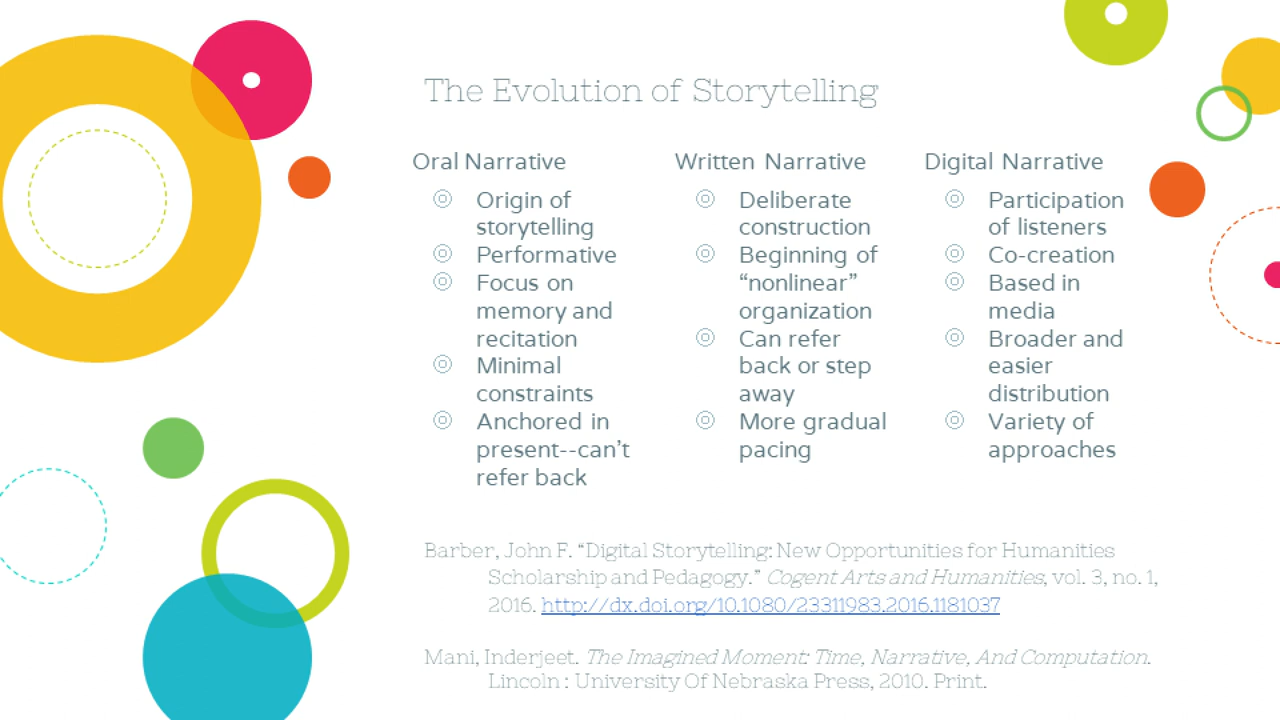 The Evolution of Storytelling
Oral Narrative
Origin of
storytelling
Performative
Focus on
memory and
recitation
Minimal
constraints
Anchored in
present--can't
refer back
Written Narrative
Deliberate
construction
Beginning of
“nonlinear”
organization
Can refer
back or step
away
More gradual
pacing
Digital Narrative
Participation
of listeners
Co-creation
Based in
media
Broader and
easier
distribution
Variety of
approaches
Barber, John F. “Digital Storytelling: New Opportunities for Humanities
Scholarship and Pedagogy.” Cogent Arts and Humanities, vol. 3, no. 1,
2016. http://dx.doi.org/10.1080/23311983.2016.1181037
Mani, Inderjeet. The Imagined Moment: Time, Narrative, And Computation.
Lincoln : University Of Nebraska Press, 2010. Print.